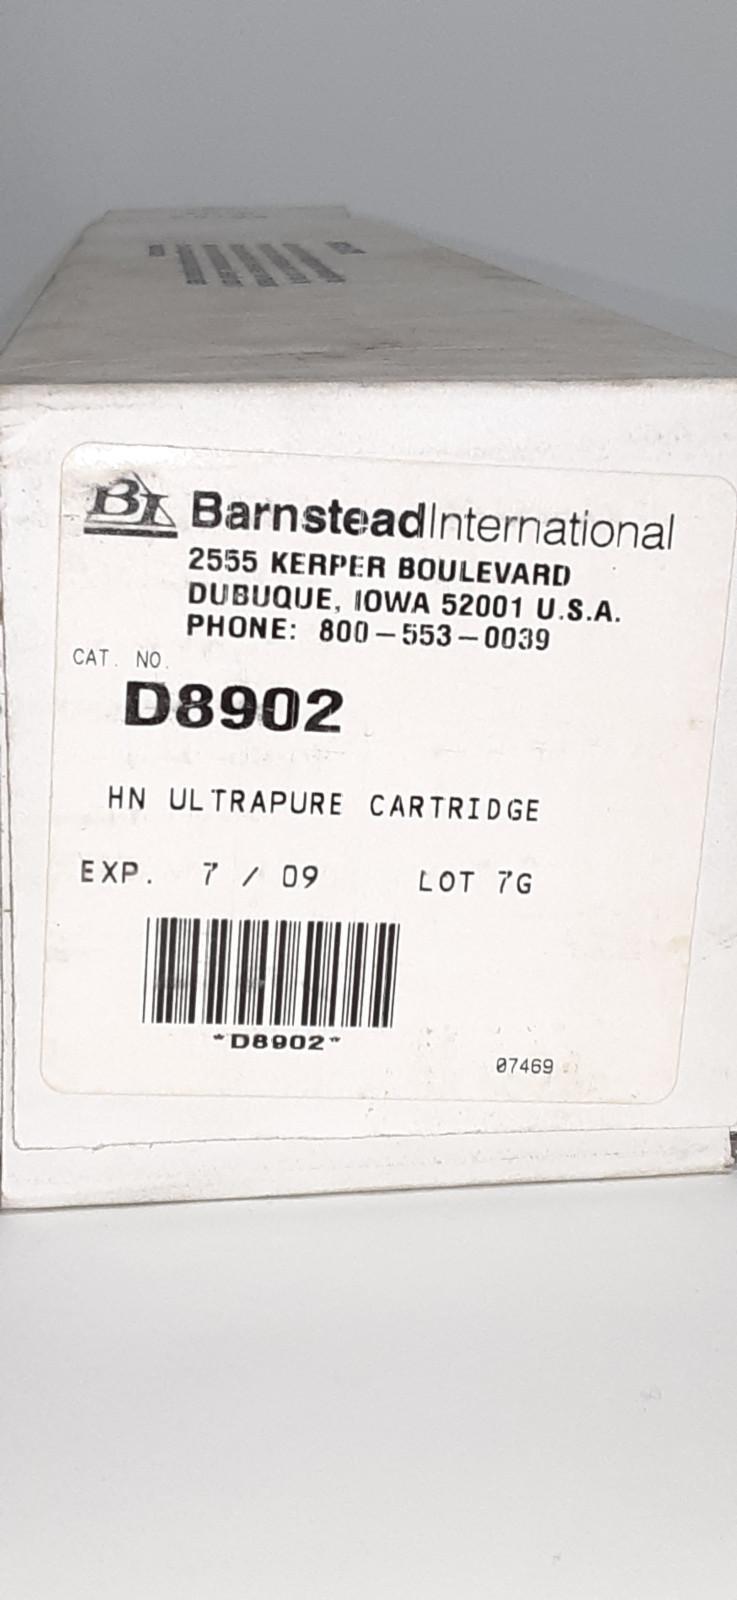 BI BarnsteadInternational
2555 KERPER BOULEVARD
DUBUQUE, IOWA 52001 U.S.A.
PHONE: 800-553-0039
CAT. NO.
D8902
HN ULTRAPURE CARTRIDGE
EXP. 7 / 09 LOT 7G
*D8902*
07469